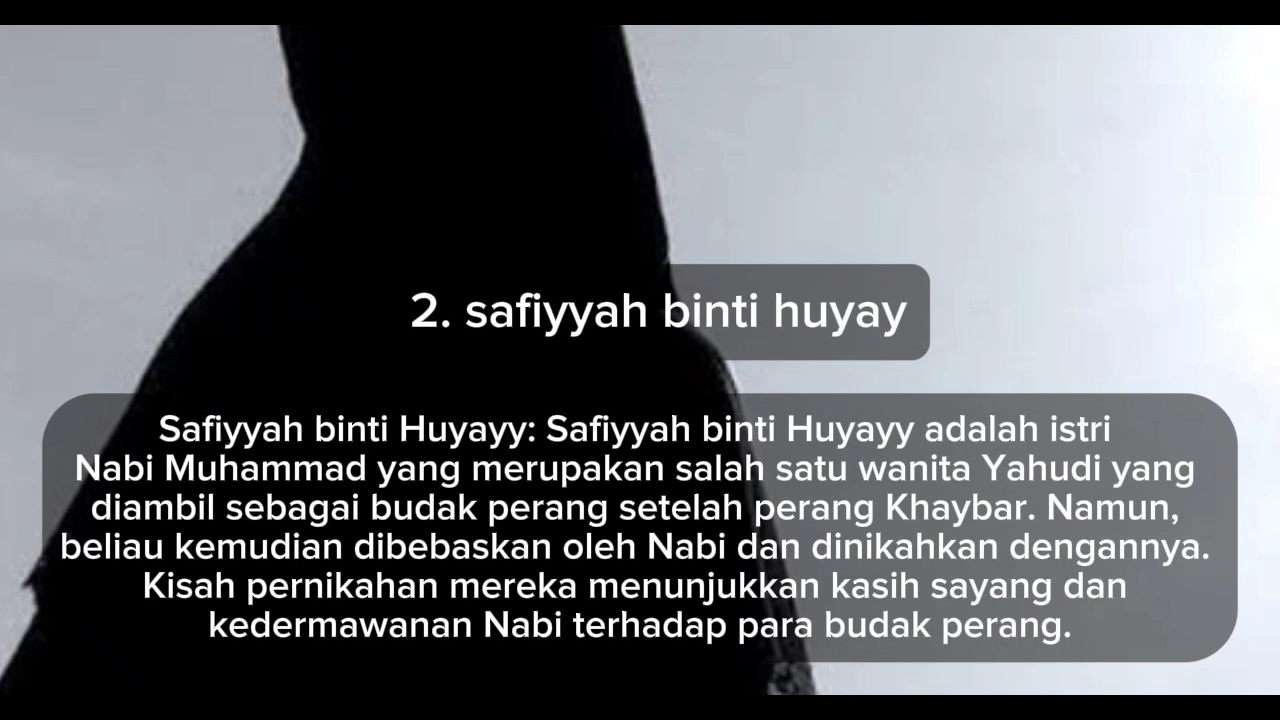 2. safiyyah binti huyay
Safiyyah binti Huyayy: Safiyyah binti Huyayy adalah istri
Nabi Muhammad yang merupakan salah satu wanita Yahudi yang
diambil sebagai budak perang setelah perang Khaybar. Namun,
beliau kemudian dibebaskan oleh Nabi dan dinikahkan dengannya.
Kisah pernikahan mereka menunjukkan kasih sayang dan
kedermawanan Nabi terhadap para budak perang.